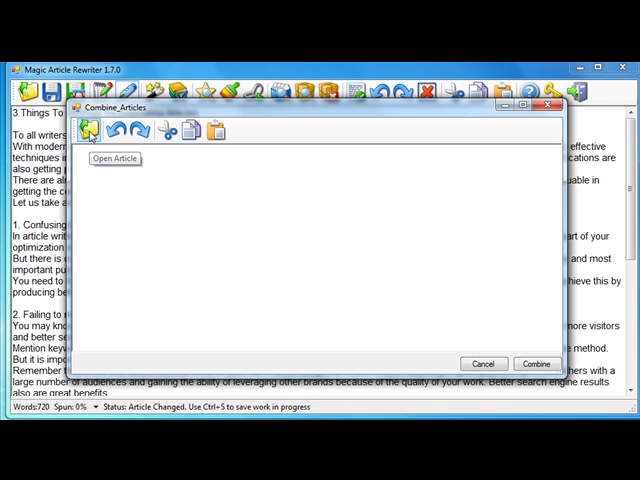 Magic Article Rewriter 1.7.0
3 Things To
Combine_Articles
Open Article
To all writers
With modern effective
techniques in cations are
also getting p
There are al uable in
getting the co
Let us take a
1. Confusing
In article writ art of your
optimization
But there is and most
important pu
You need to chieve this by
producing be
2. Failing to
You may kno more visitors
and better se
Mention keyw e method.
But it is impo
Remember t hers with a
large number of audiences and gaining the ability of leveraging other brands because of the quality of your work. Better search engine results
also are great benefits
Cancel Combine
Words:720 Spun: 0% Status: Article Changed. Use Ctrl+S to save work in progress